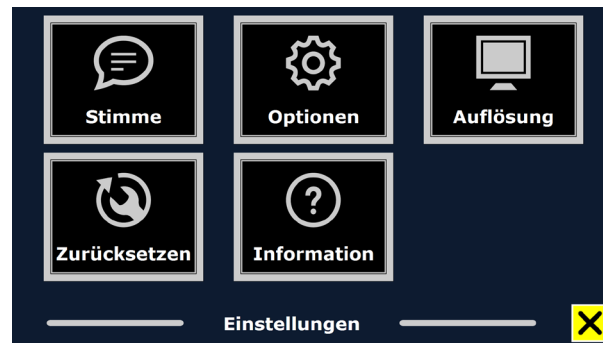 Stimme
Optionen
Auflösung
Zurücksetzen
Information
Einstellungen